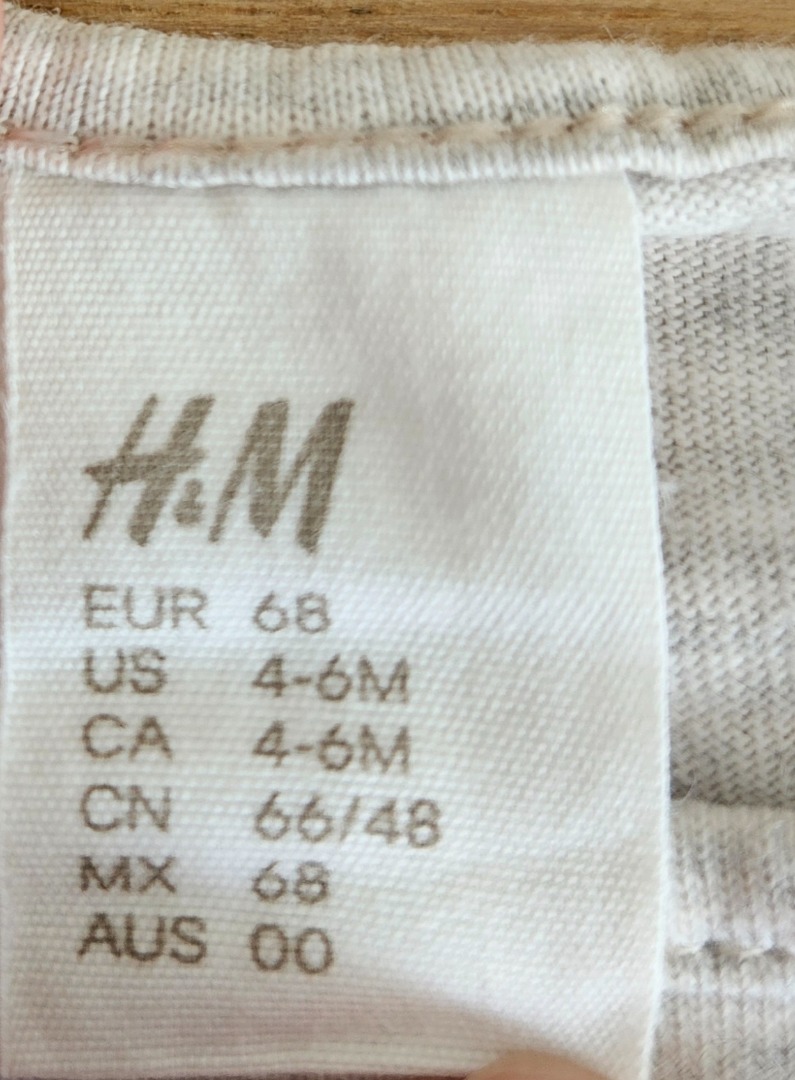 H&M
EUR 68
US 4-6M
CA 4-6M
CN 66/48
MX 68
AUS 00